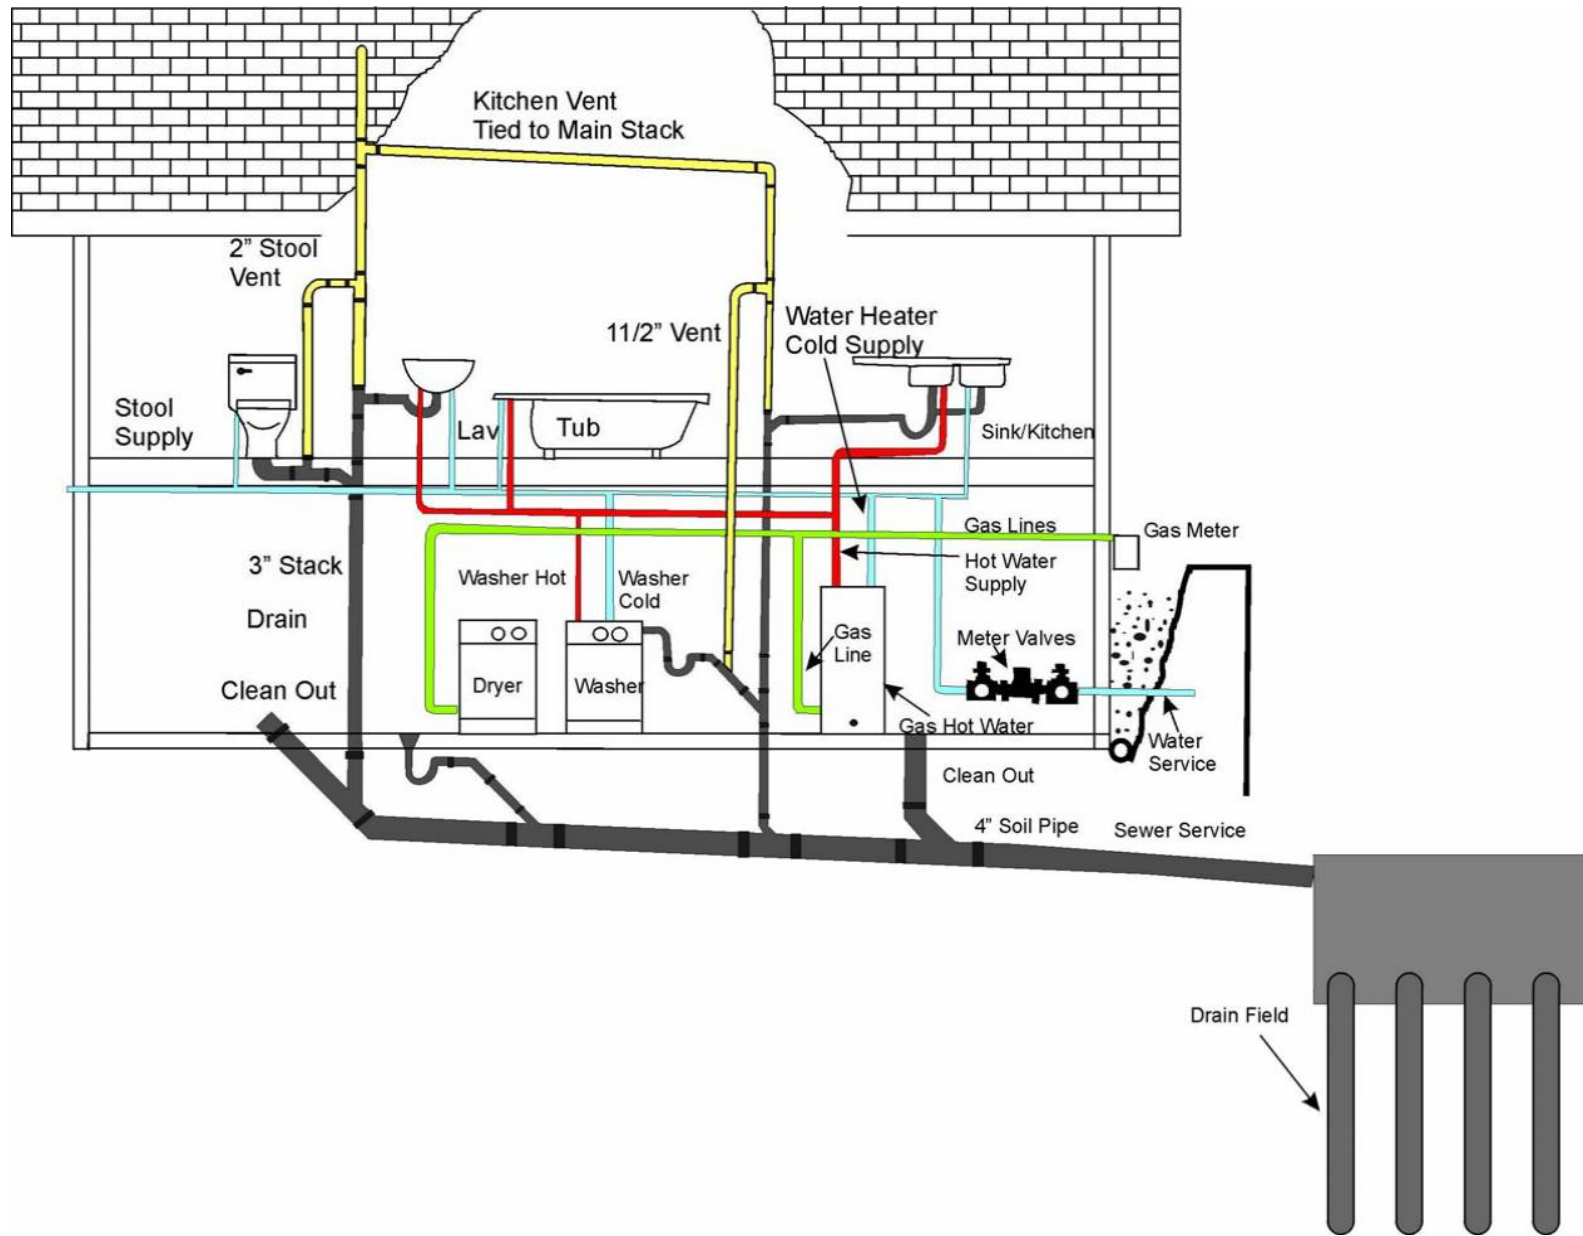 Kitchen Vent
Tied to Main Stack
2” Stool
Vent
11/2” Vent
Water Heater
Cold Supply
Stool
Supply
Lav
Tub
Sink/Kitchen
Gas Lines
Gas Meter
3” Stack
Washer Hot
Washer
Cold
Hot Water
Supply
Drain
Gas
Line
Meter Valves
Clean Out
Dryer
Washer
Gas Hot Water
Water
Service
Clean Out
4” Soil Pipe
Sewer Service
Drain Field